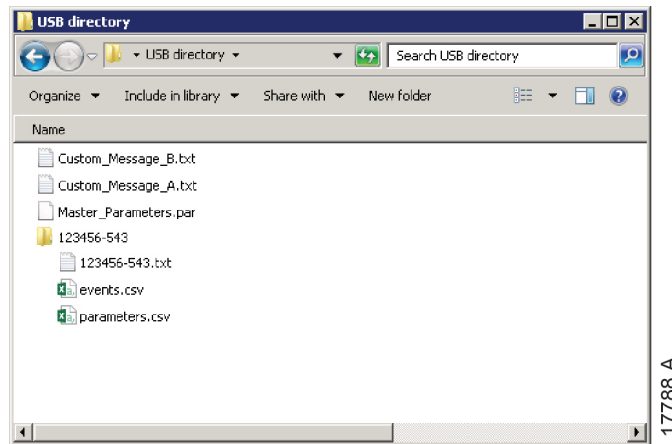 USB directory
USB directory
Search USB directory
Organize Include in library Share with New folder
Name
Custom_Message_B.txt
Custom_Message_A.txt
Master_Parameters.par
123456-543
123456-543.txt
events.csv
parameters.csv
17788 A